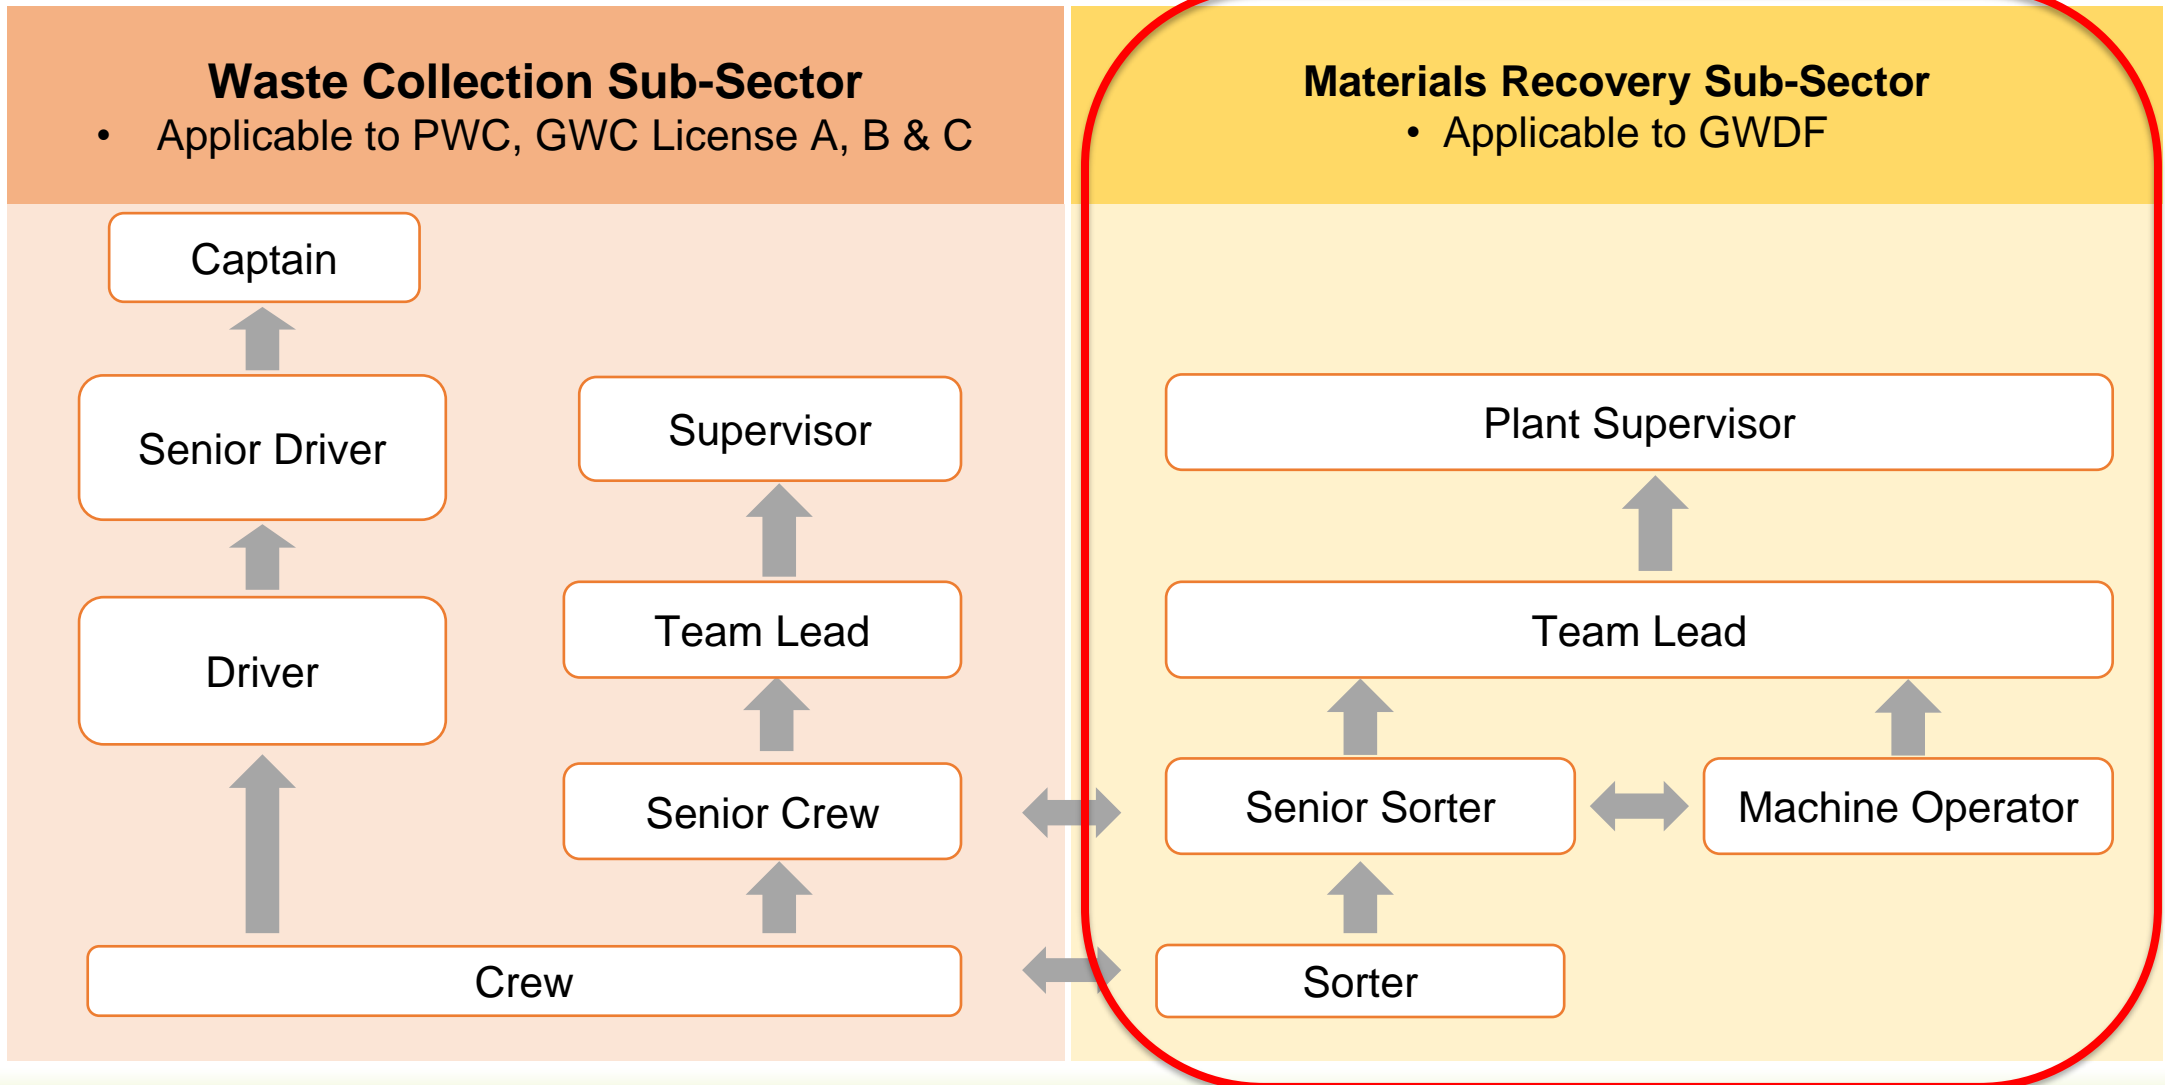 Waste Collection Sub-Sector
• Applicable to PWC, GWC License A, B & C
Captain
Senior Driver
Driver
Supervisor
Team Lead
Senior Crew
Crew
Materials Recovery Sub-Sector
• Applicable to GWDF
Plant Supervisor
Team Lead
Senior Sorter
Machine Operator
Sorter